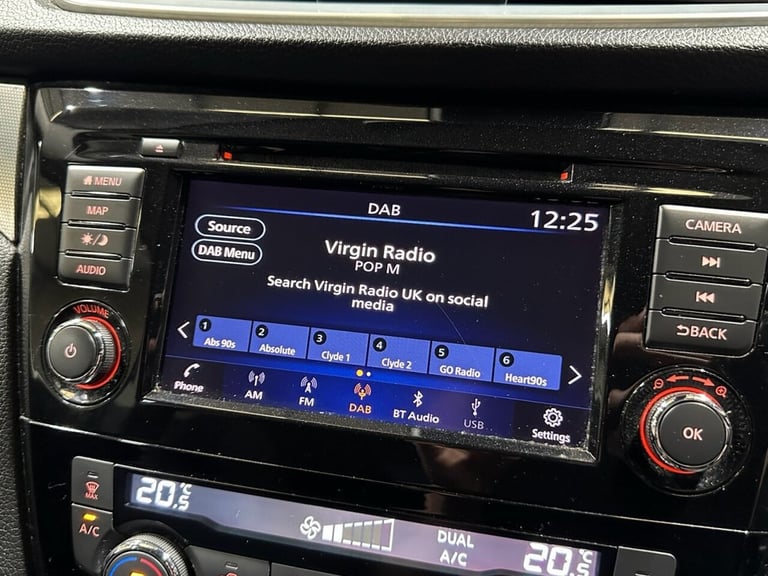 MENU
MAP
AUDIO
VOLUME
DAB
12:25
Source
DAB Menu
Virgin Radio
POP M
Search Virgin Radio UK on social
media
1 Abs 90s
2 Absolute
3 Clyde 1
4 Clyde 2
5 GO Radio
6 Heart90s
Phone
AM
FM
DAB
BT Audio
USB
Settings
CAMERA
BACK
OK
MAX
A/C
20.5°C
DUAL
A/C
20.5°C